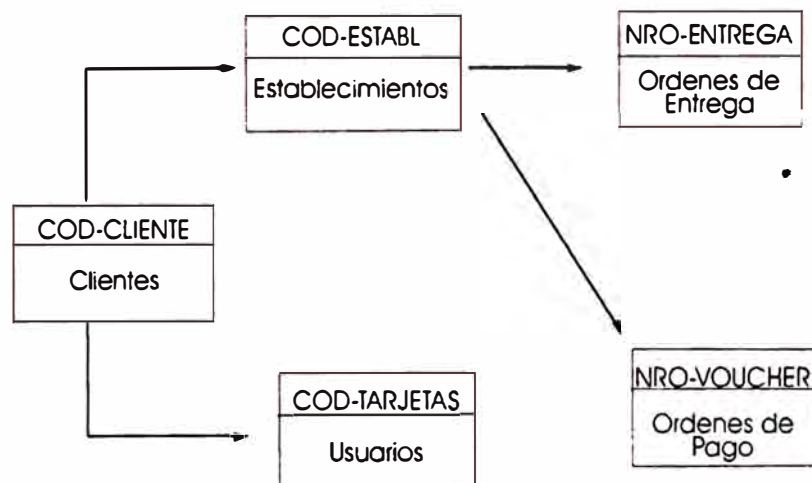 COD-ESTABL
Establecimientos
NRO-ENTREGA
Ordenes de
Entrega
COD-CLIENTE
Clientes
COD-TARJETAS
Usuarios
NRO-VOUCHER
Ordenes de
Pago